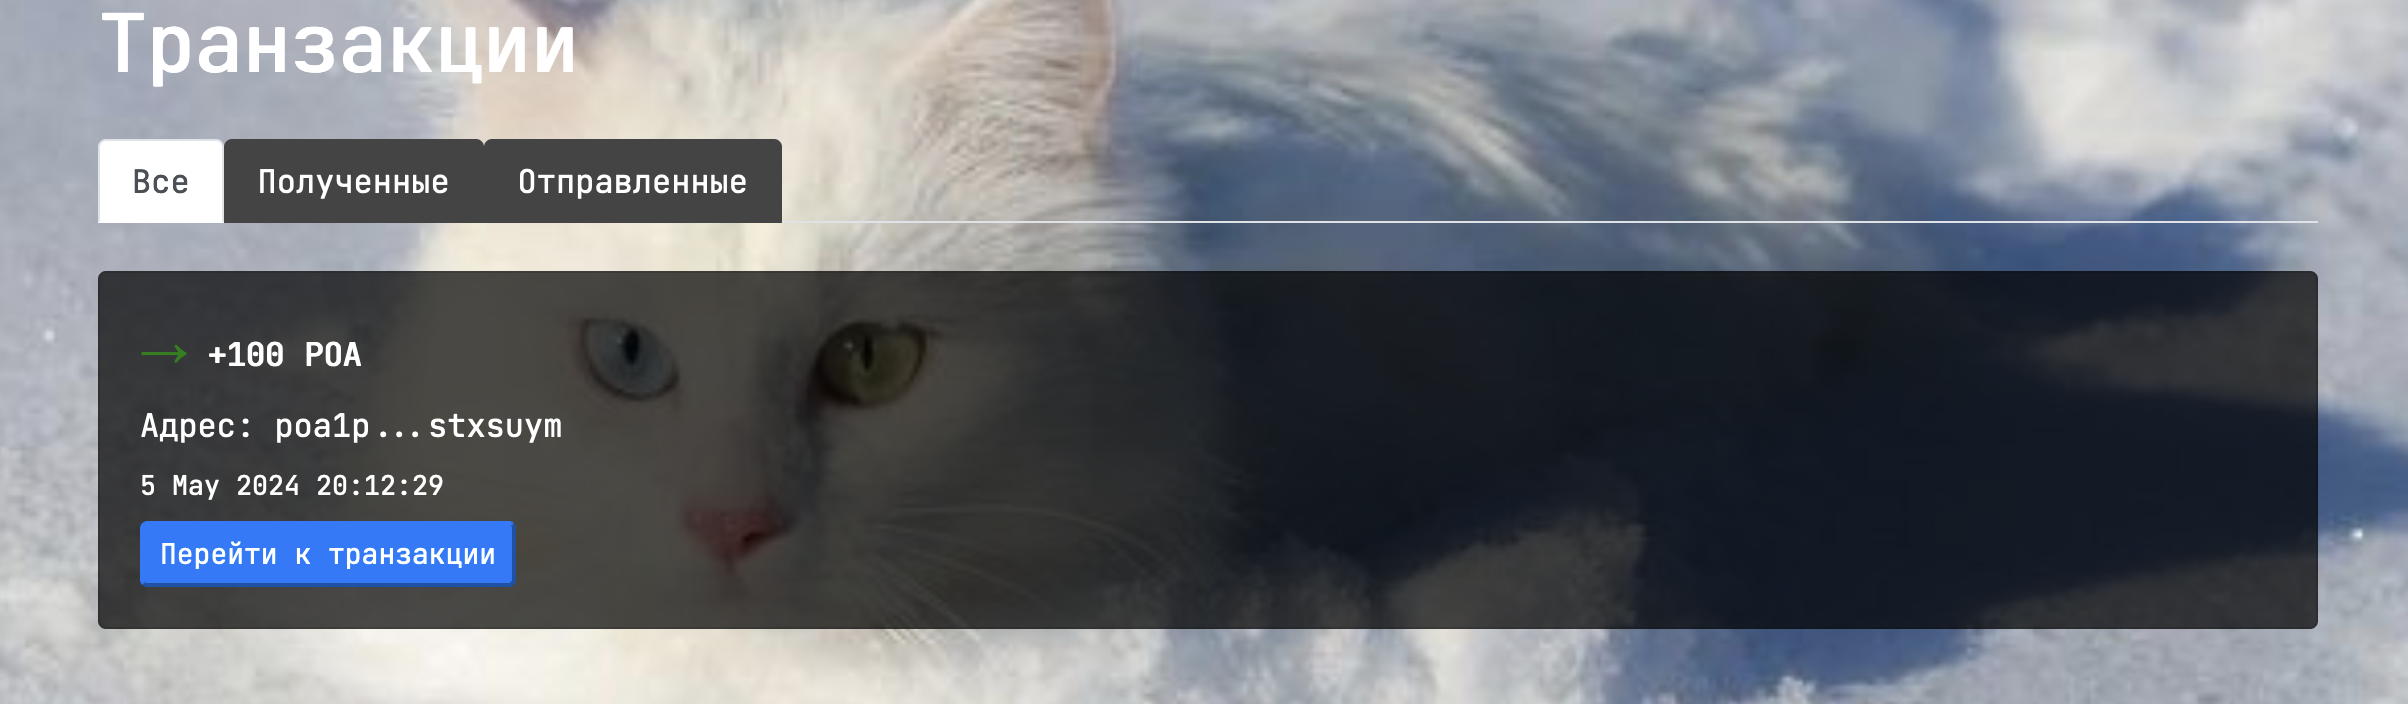 Транзакции
Все Полученные Отправленные
→ +100 POA
Адрес: poa1p...stxsuym
5 May 2024 20:12:29
Перейти к транзакции